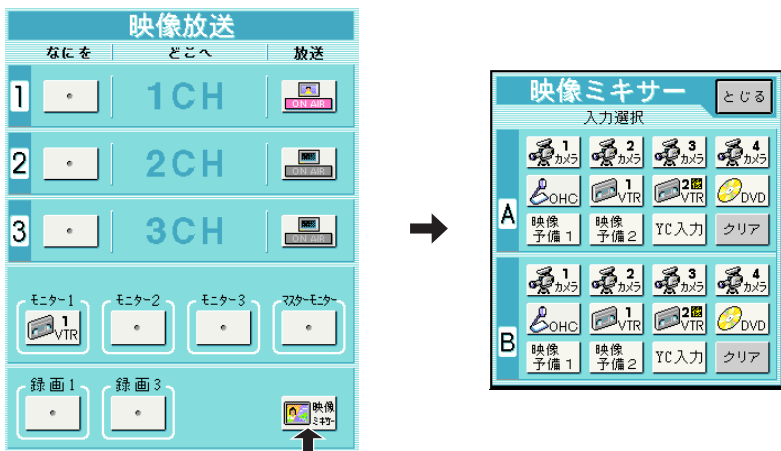 映像放送
なにを どこへ 放送
1 1CH ON AIR
2 2CH ON AIR
3 3CH ON AIR
モニター1 モニター2 モニター3 マスターモニター
1 VTR
録画1 録画3
映像
ミキサー
映像ミキサー とじる
入力選択
A
1 カメラ 2 カメラ 3 カメラ 4 カメラ
OHC 1 VTR 2 VTR DVD
映像予備1 映像予備2 YC入力 クリア
B
1 カメラ 2 カメラ 3 カメラ 4 カメラ
OHC 1 VTR 2 VTR DVD
映像予備1 映像予備2 YC入力 クリア